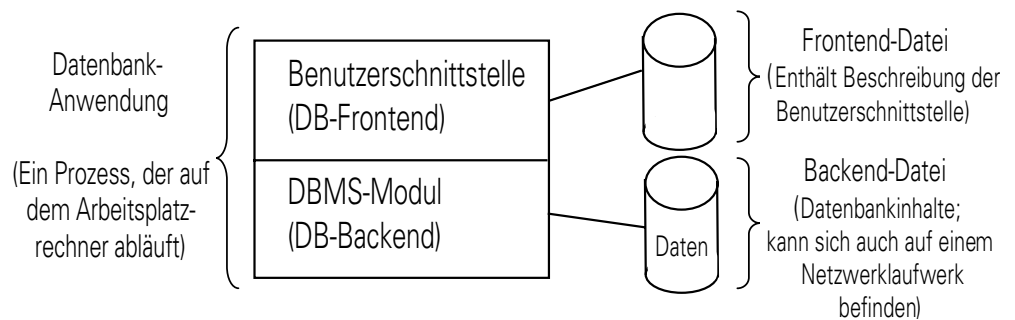 Datenbank-
Anwendung
(Ein Prozess, der auf
dem Arbeitsplatz-
rechner abläuft)
Benutzerschnittstelle
(DB-Frontend)
DBMS-Modul
(DB-Backend)
Daten
Frontend-Datei
(Enthält Beschreibung der
Benutzerschnittstelle)
Backend-Datei
(Datenbankinhalte;
kann sich auch auf einem
Netzwerklaufwerk
befinden)